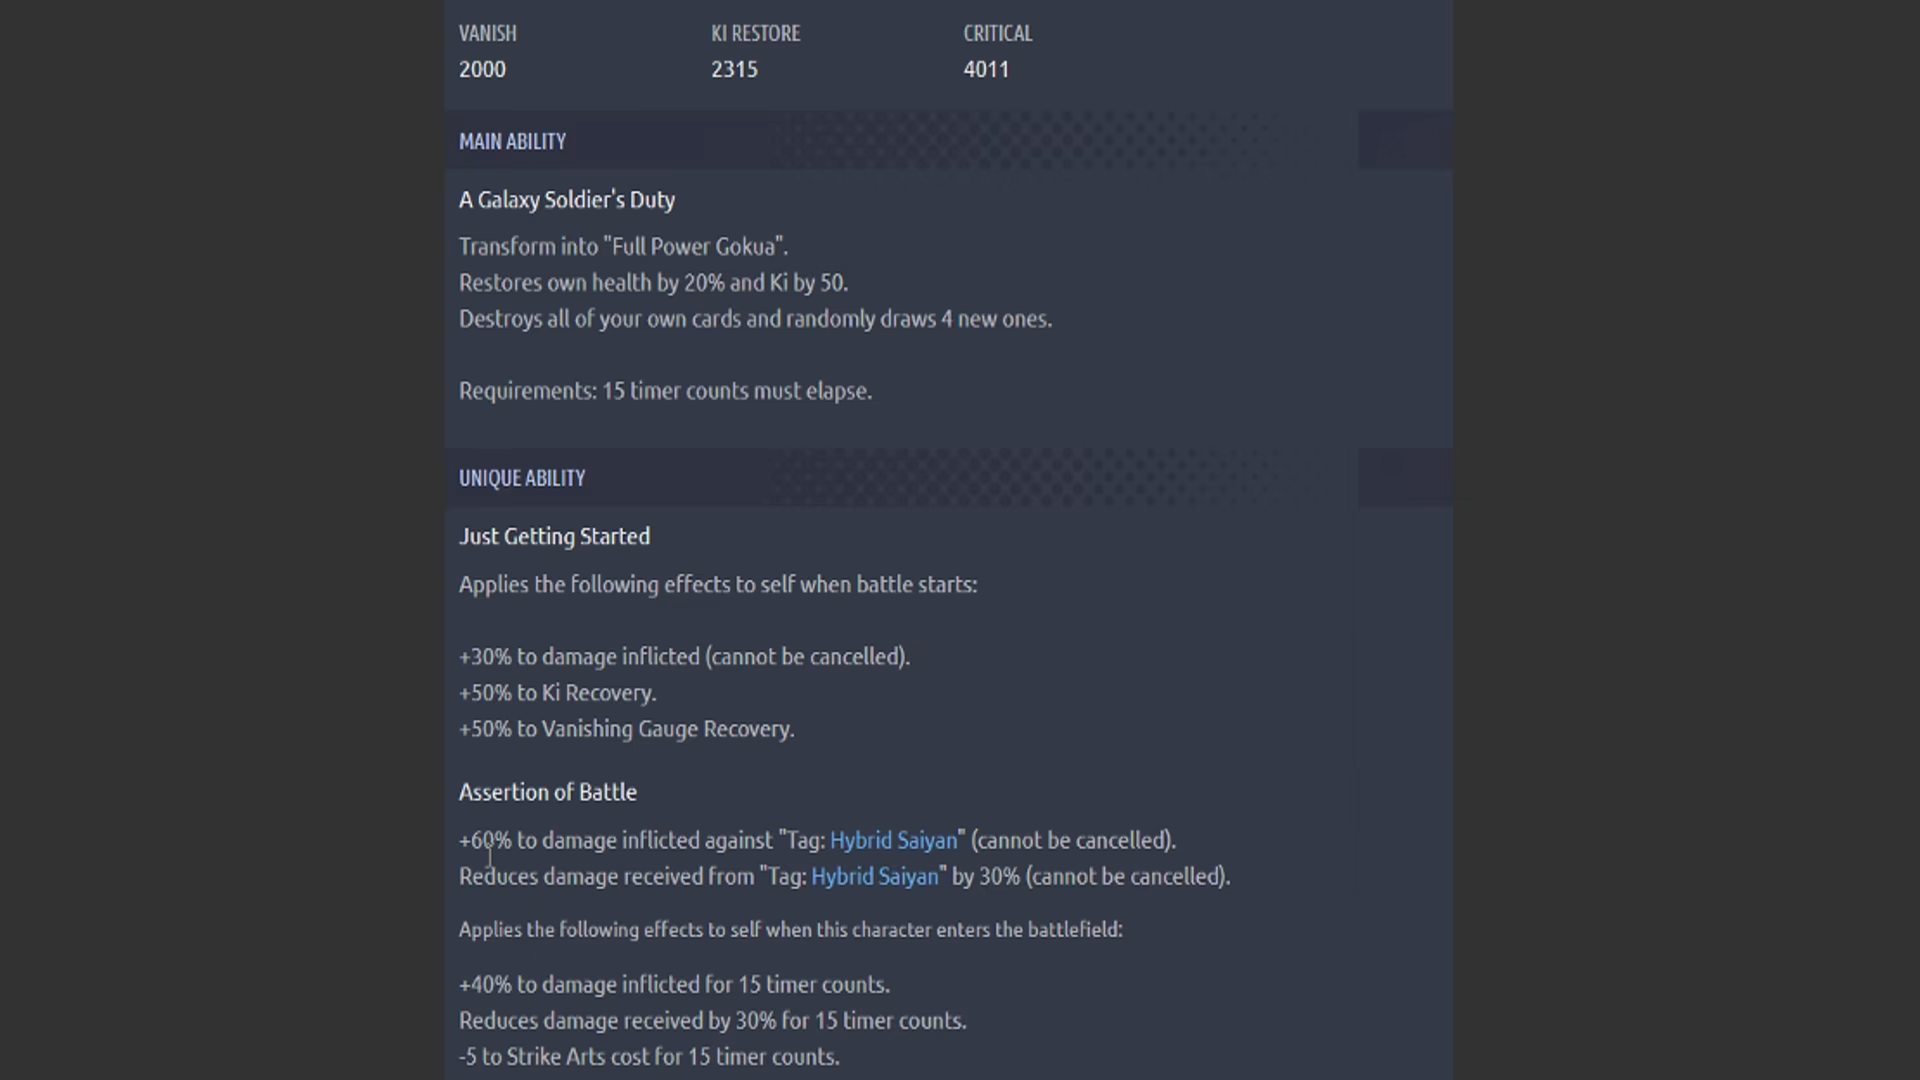 VANISH KI RESTORE CRITICAL
2000 2315 4011
MAIN ABILITY
A Galaxy Soldier's Duty
Transform into "Full Power Gokua".
Restores own health by 20% and Ki by 50.
Destroys all of your own cards and randomly draws 4 new ones.
Requirements: 15 timer counts must elapse.
UNIQUE ABILITY
Just Getting Started
Applies the following effects to self when battle starts:
+30% to damage inflicted (cannot be cancelled).
+50% to Ki Recovery.
+50% to Vanishing Gauge Recovery.
Assertion of Battle
+60% to damage inflicted against "Tag: Hybrid Saiyan" (cannot be cancelled).
Reduces damage received from "Tag: Hybrid Saiyan" by 30% (cannot be cancelled).
Applies the following effects to self when this character enters the battlefield:
+40% to damage inflicted for 15 timer counts.
Reduces damage received by 30% for 15 timer counts.
-5 to Strike Arts cost for 15 timer counts.